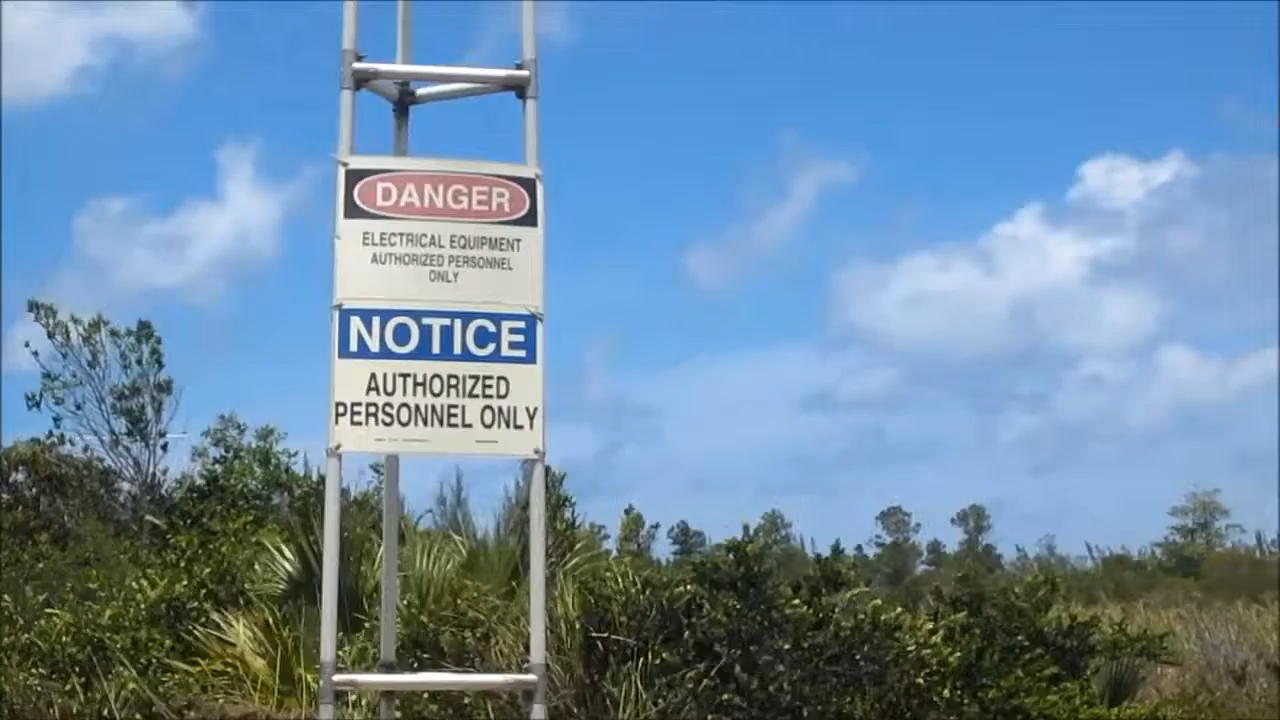 DANGER
ELECTRICAL EQUIPMENT
AUTHORIZED PERSONNEL
ONLY
NOTICE
AUTHORIZED
PERSONNEL ONLY